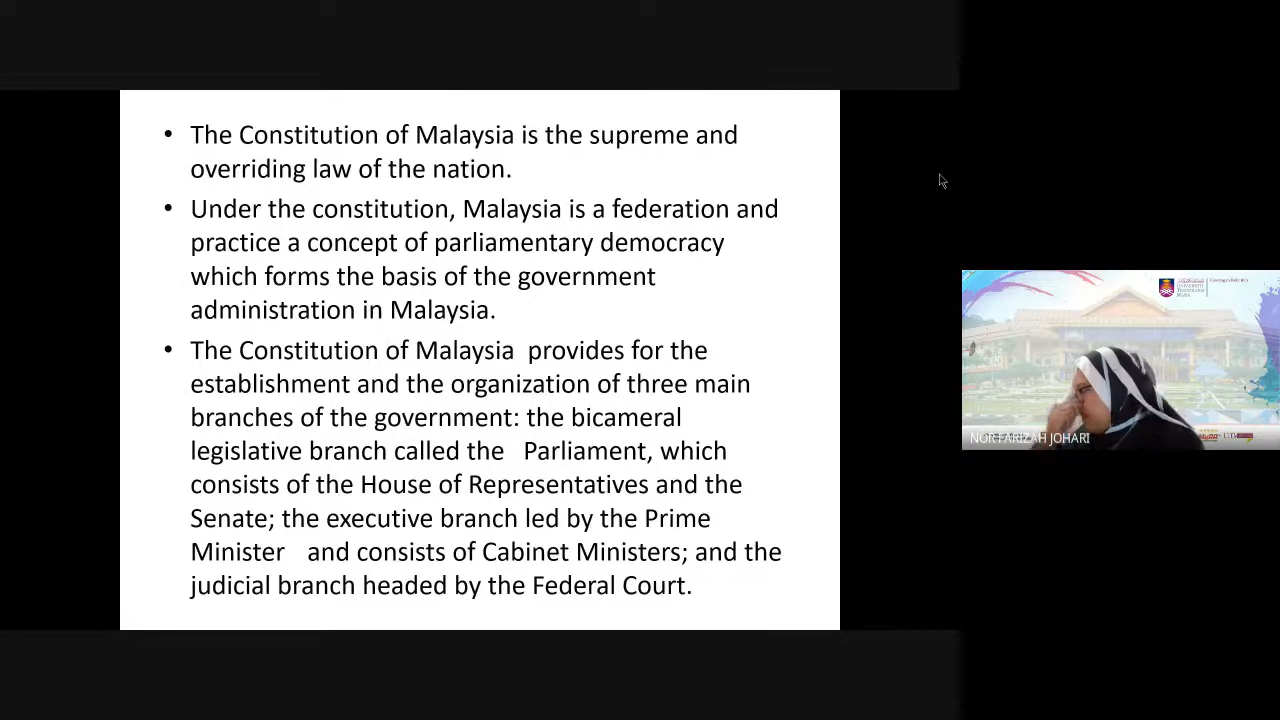 • The Constitution of Malaysia is the supreme and
overriding law of the nation.
• Under the constitution, Malaysia is a federation and
practice a concept of parliamentary democracy
which forms the basis of the government
administration in Malaysia.
• The Constitution of Malaysia provides for the
establishment and the organization of three main
branches of the government: the bicameral
legislative branch called the Parliament, which
consists of the House of Representatives and the
Senate; the executive branch led by the Prime
Minister and consists of Cabinet Ministers; and the
judicial branch headed by the Federal Court.
UNIVERSITI
TEKNOLOGI
MARA
Cawangan Kelantan
NOR FARIZAH JOHARI